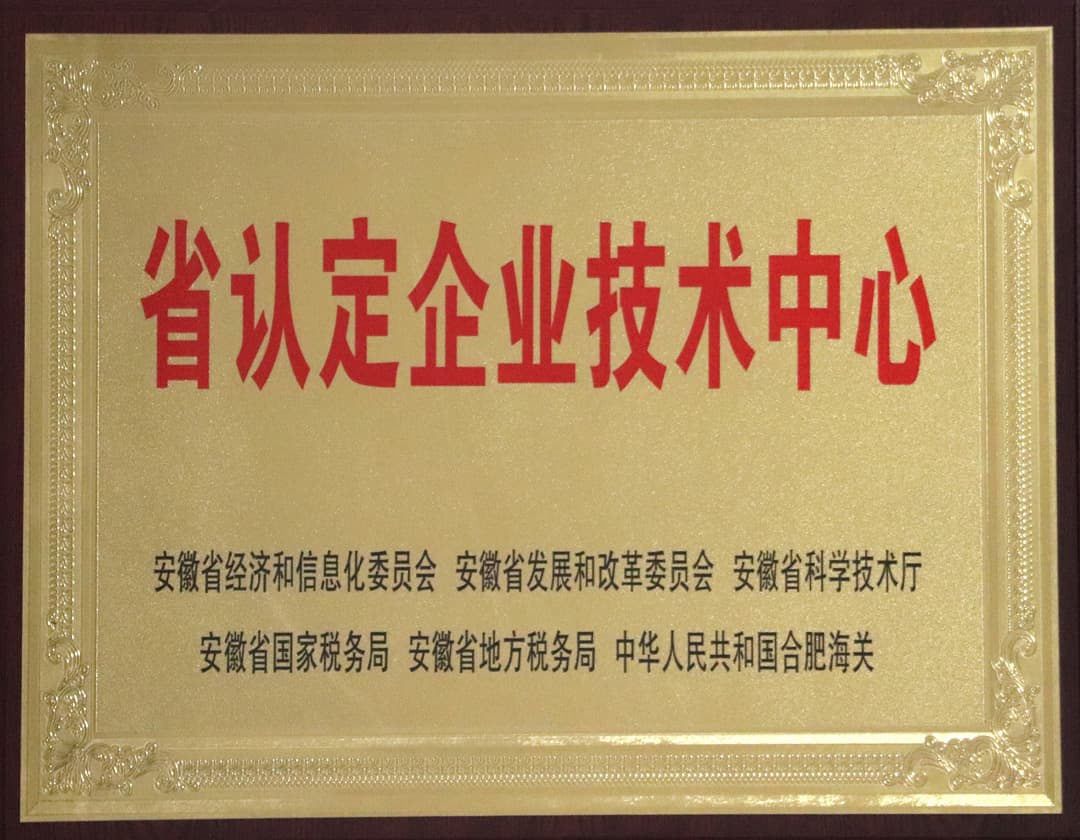 省认定企业技术中心
安徽省经济和信息化委员会 安徽省发展和改革委员会 安徽省科学技术厅
安徽省国家税务局 安徽省地方税务局 中华人民共和国合肥海关